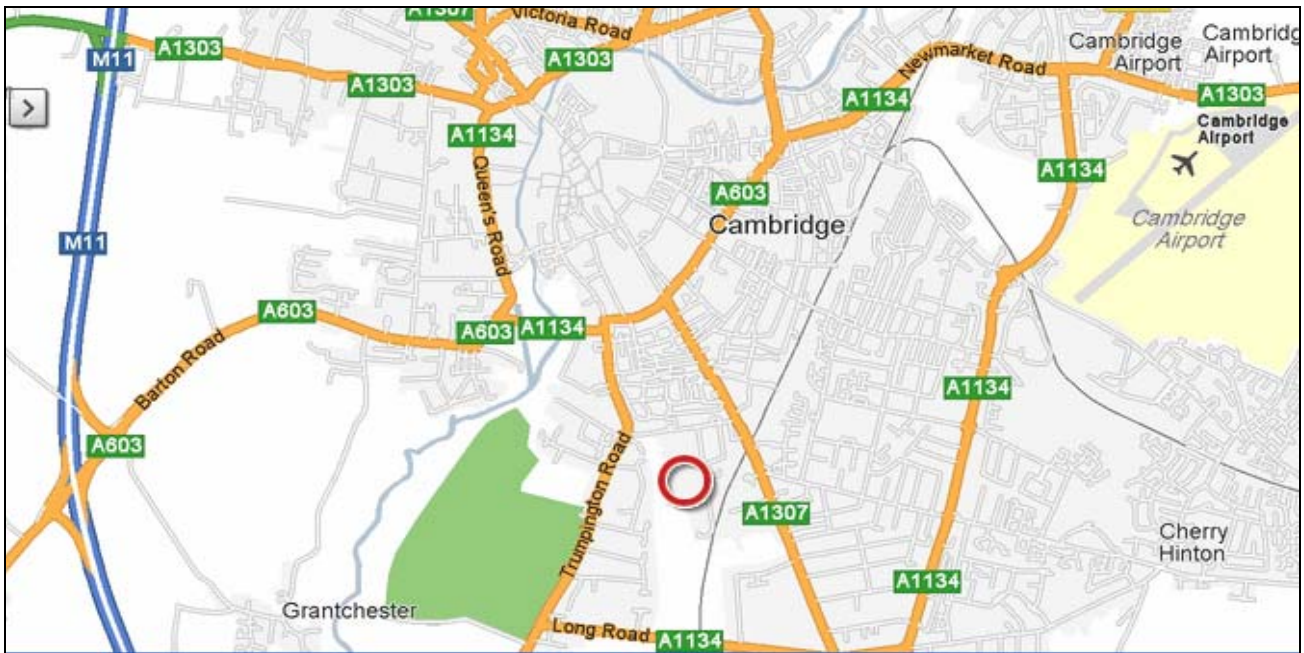 A1307
Victoria Road
M11
A1303
A1303
A1303
Newmarket Road
Cambridge
Airport
Cambridg
Airport
>
A1134
A1303
Cambridge
Airport
A1134
A1134
Queen's Road
A603
Cambridge
Cambridge
Airport
M11
A603
A603
A1134
Barton Road
A1134
A603
Trumpington Road
A1307
Cherry
Hinton
A1134
Grantchester
Long Road
A1134